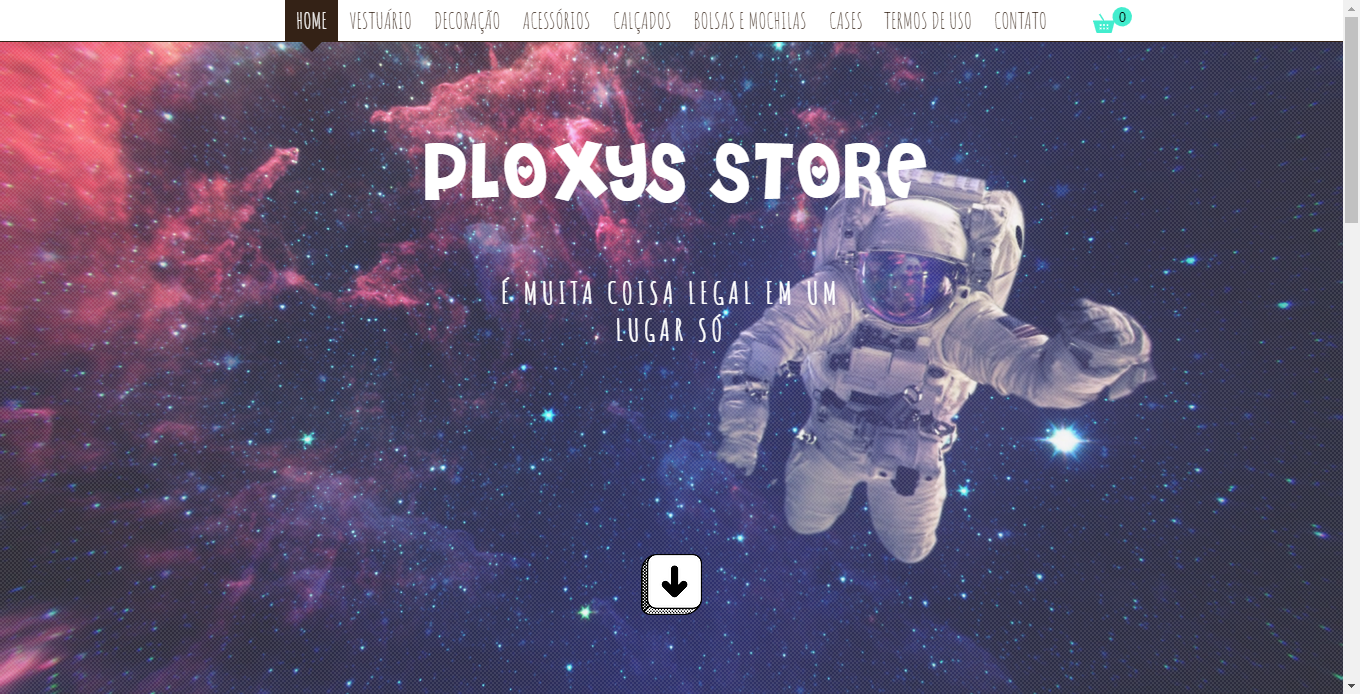 HOME VESTUÁRIO DECORAÇÃO ACESSÓRIOS CALÇADOS BOLSAS E MOCHILAS CASES TERMOS DE USO CONTATO 0
PLOXYS STORE
É MUITA COISA LEGAL EM UM
LUGAR SÓ